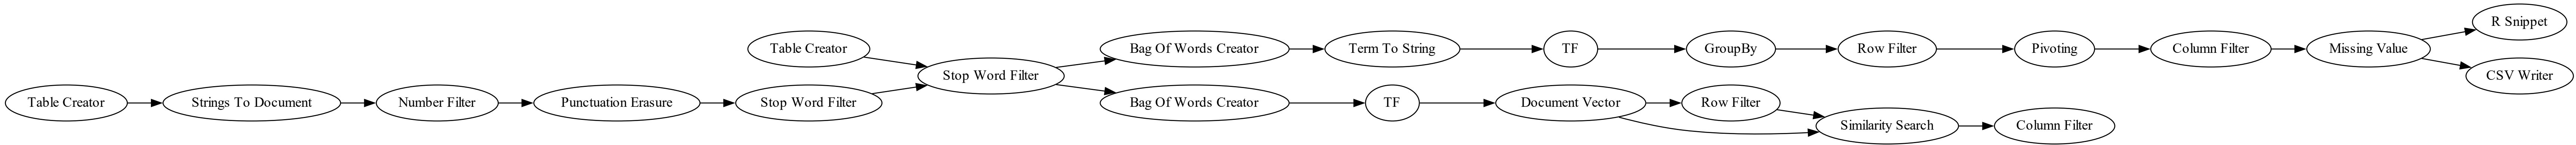 R Snippet
Table Creator
Bag Of Words Creator
Term To String
TF
GroupBy
Row Filter
Pivoting
Column Filter
Missing Value
Stop Word Filter
CSV Writer
Table Creator
Strings To Document
Number Filter
Punctuation Erasure
Stop Word Filter
Bag Of Words Creator
TF
Document Vector
Row Filter
Similarity Search
Column Filter